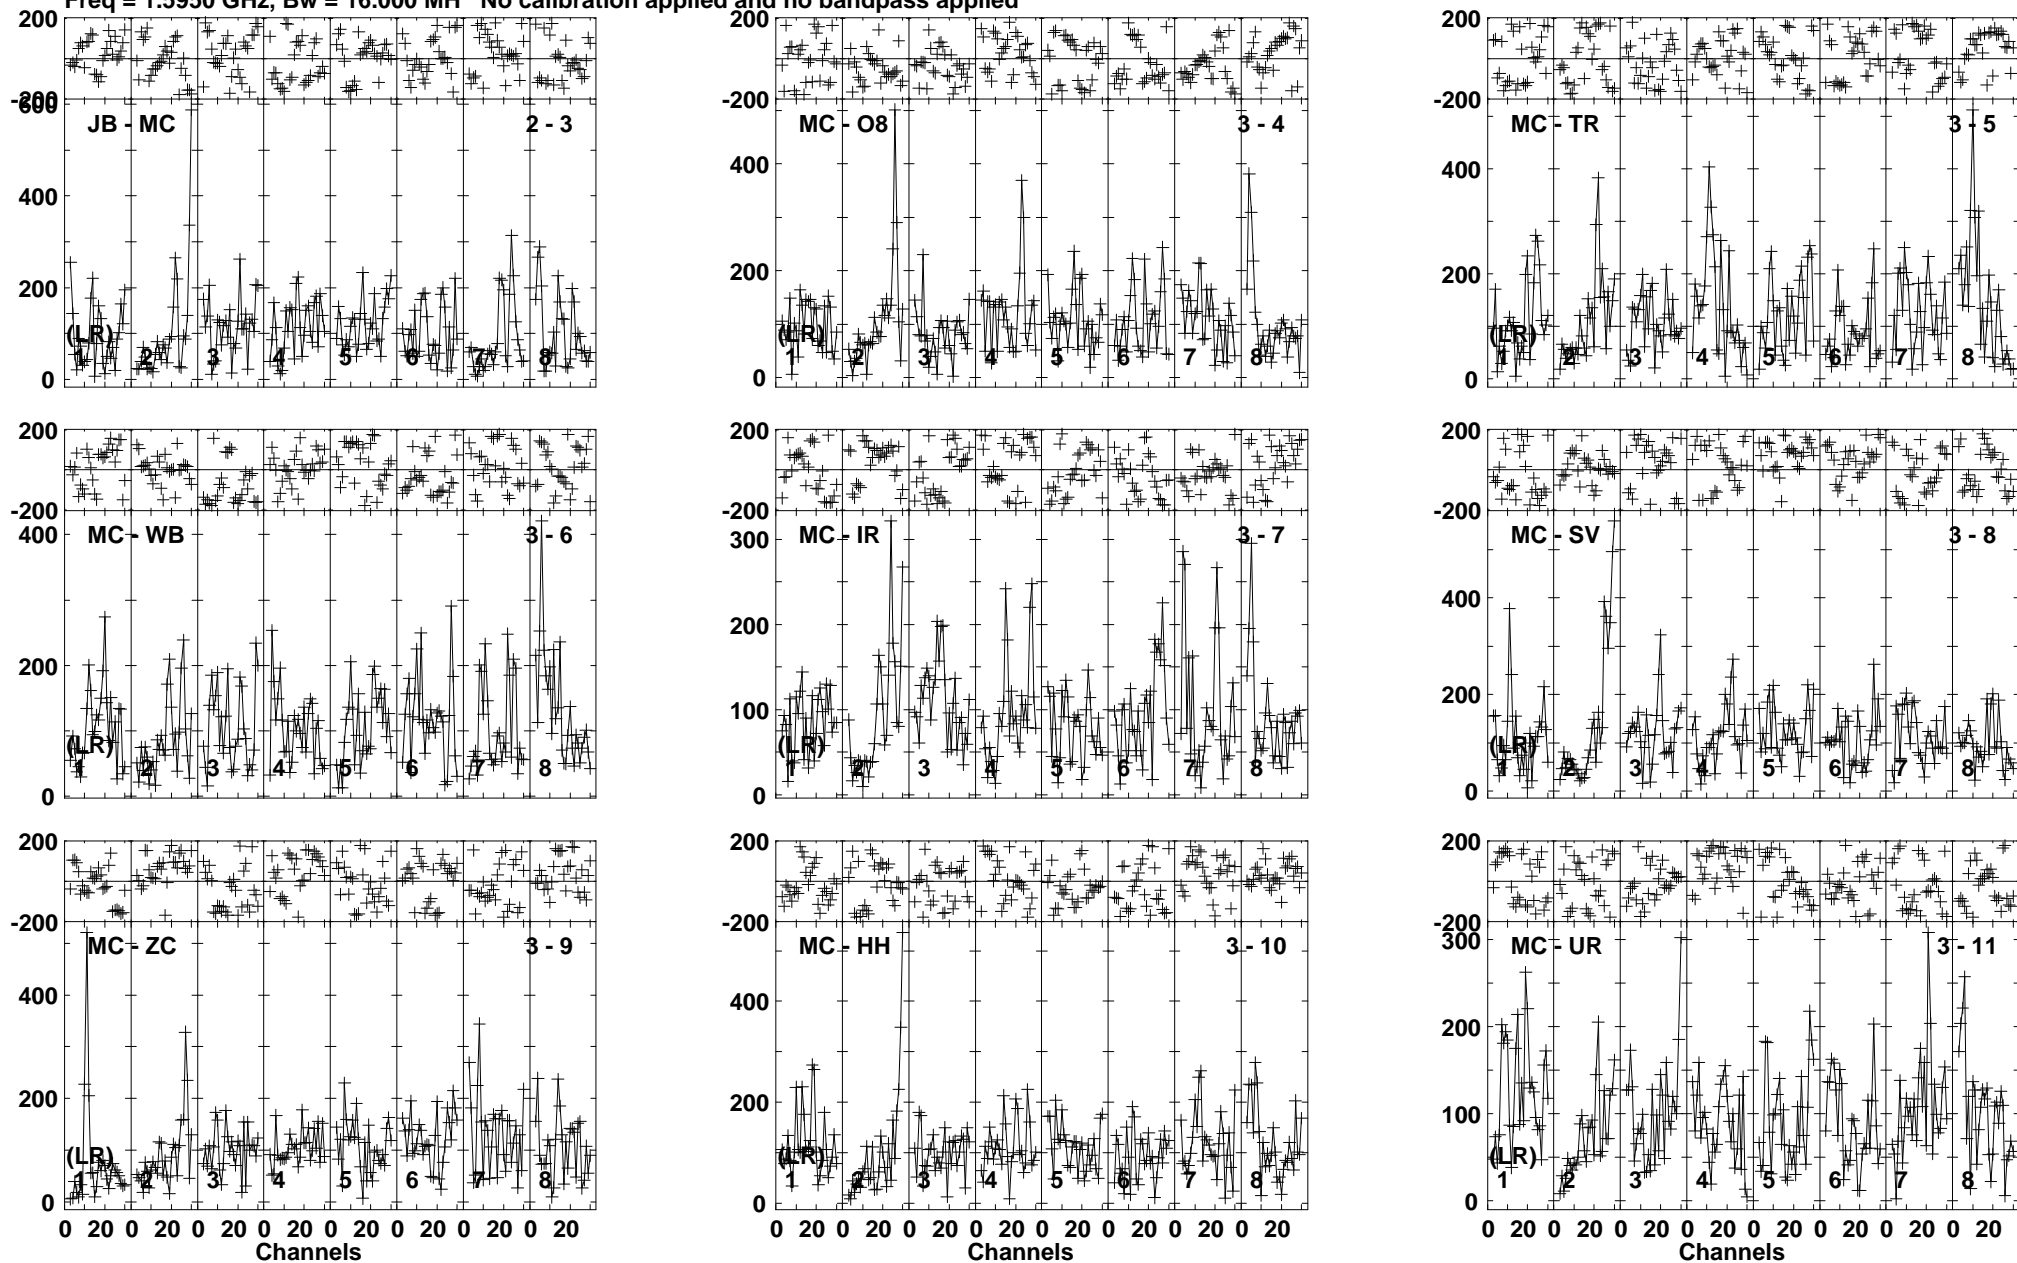 Freq = 1.5950 GHz, Bw = 16.000 MH No calibration applied and no bandpass applied
200 200 200
-200 -200 -200
600
JB - MC 2 - 3 MC - O8 3 - 4 MC - TR 3 - 5
400 400 400
200 200 200
(LR) (LR) (LR)
1 2 3 4 5 6 7 8 1 2 3 4 5 6 7 8 1 2 3 4 5 6 7 8
0 0 0
200 200 200
-200 -200 -200
MC - WB 3 - 6 MC - IR 3 - 7 MC - SV 3 - 8
400 300 400
200 200 200
100
(LR) (LR) (LR)
1 2 3 4 5 6 7 8 1 2 3 4 5 6 7 8 1 2 3 4 5 6 7 8
0 0 0
200 200 200
-200 -200 -200
MC - ZC 3 - 9 MC - HH 3 - 10 MC - UR 3 - 11
400 400 300
200 200 200
100
(LR) (LR) (LR)
1 2 3 4 5 6 7 8 1 2 3 4 5 6 7 8 1 2 3 4 5 6 7 8
0 0 0
0 20 0 20 0 20 0 20 0 20 0 20 0 20 0 20 0 20 0 20 0 20 0 20 0 20 0 20 0 20 0 20 0 20 0 20 0 20 0 20 0 20 0 20 0 20 0 20
Channels Channels Channels